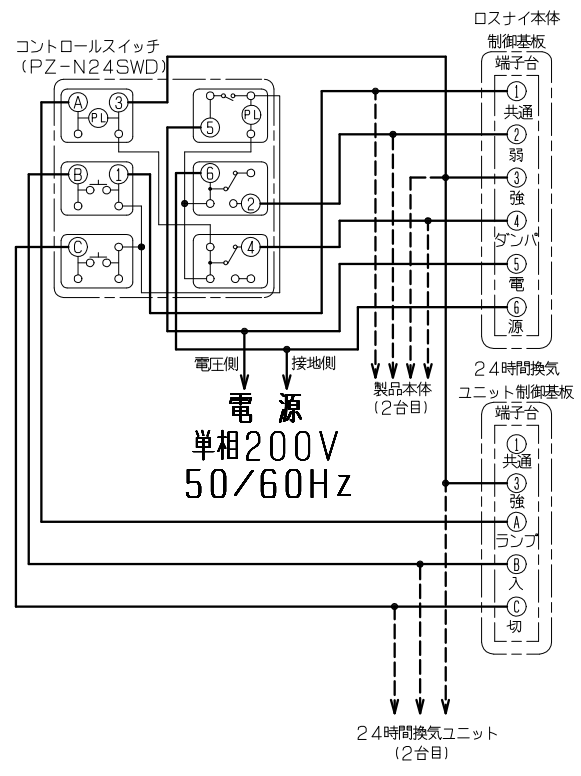 ロスナイ本体
制御基板
端子台
コントロールスイッチ
(PZ-N24SWD)
A 3
PL
5
PL
B 1
6
2
C
4
1
共通
2
弱
3
強
4
ダンパ
5
電
6
源
電圧側
接地側
電 源
単相200V
50/60Hz
製品本体
(2台目)
24時間換気
ユニット制御基板
端子台
1
共通
3
強
A
ランプ
B
入
C
切
24時間換気ユニット
(2台目)